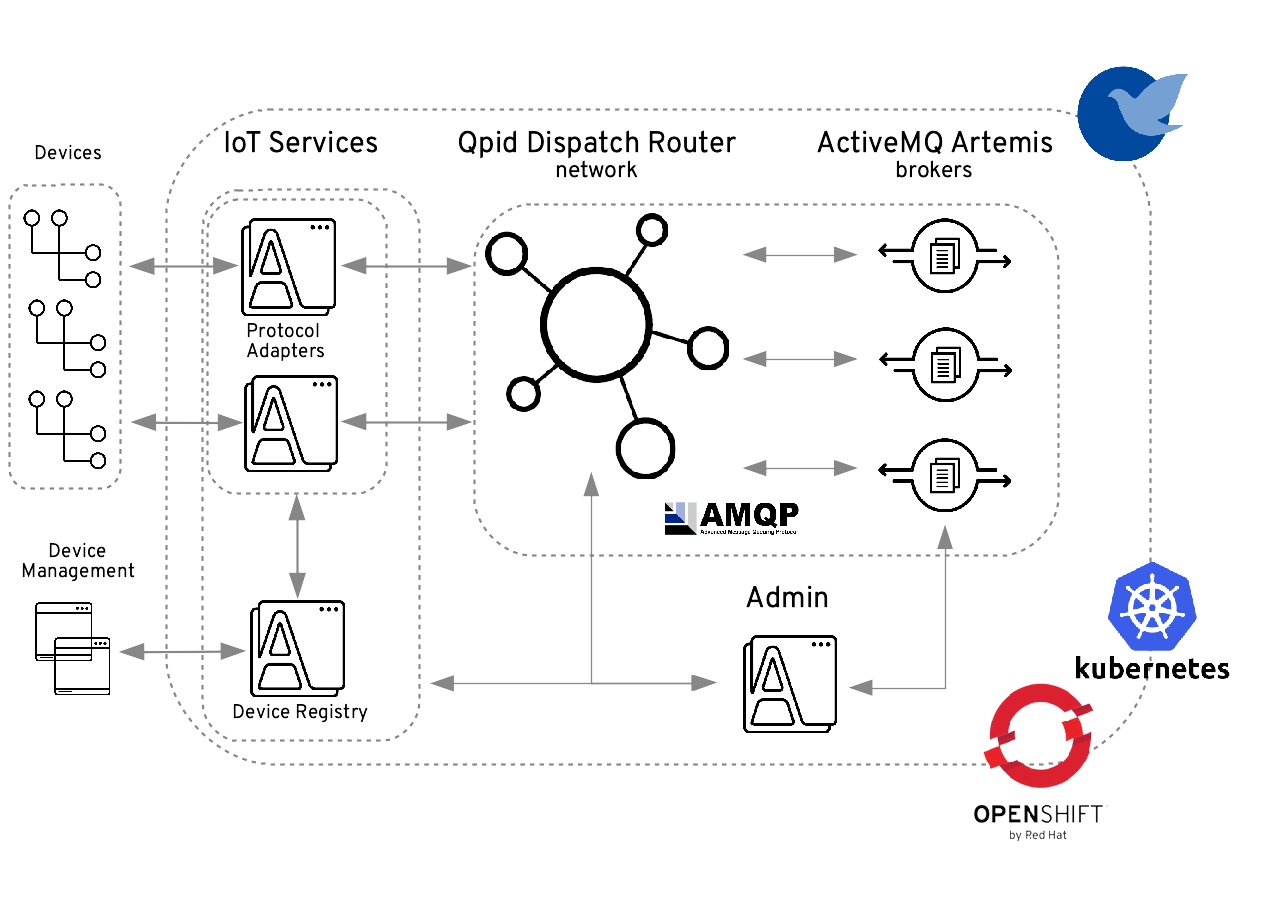 IoT Services
Qpid Dispatch Router
network
ActiveMQ Artemis
brokers
Devices
Protocol
Adapters
AMQP
Advanced Message Queuing Protocol
Device
Management
Device Registry
Admin
kubernetes
OPENSHIFT
by Red Hat